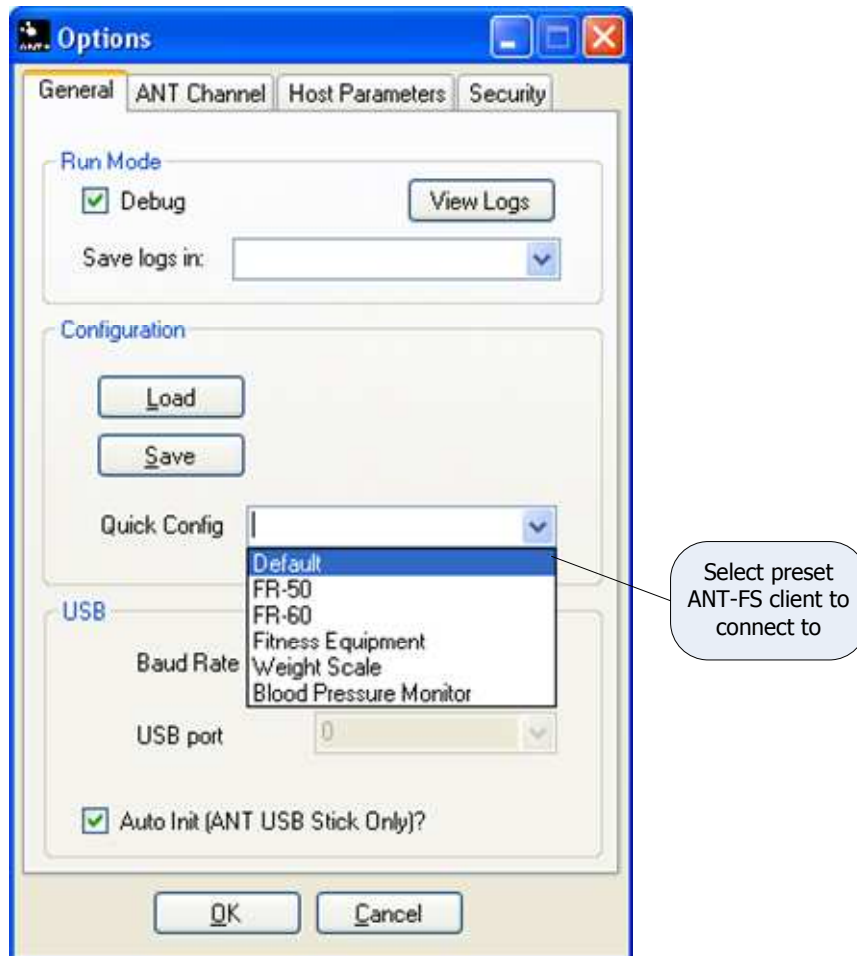 ANT+ Options
General ANT Channel Host Parameters Security
Run Mode
Debug View Logs
Save logs in:
Configuration
Load
Save
Quick Config
Default
FR-50
FR-60
Fitness Equipment
Weight Scale
Blood Pressure Monitor
Select preset
ANT-FS client to
connect to
USB
Baud Rate
USB port 0
Auto Init (ANT USB Stick Only)?
OK Cancel